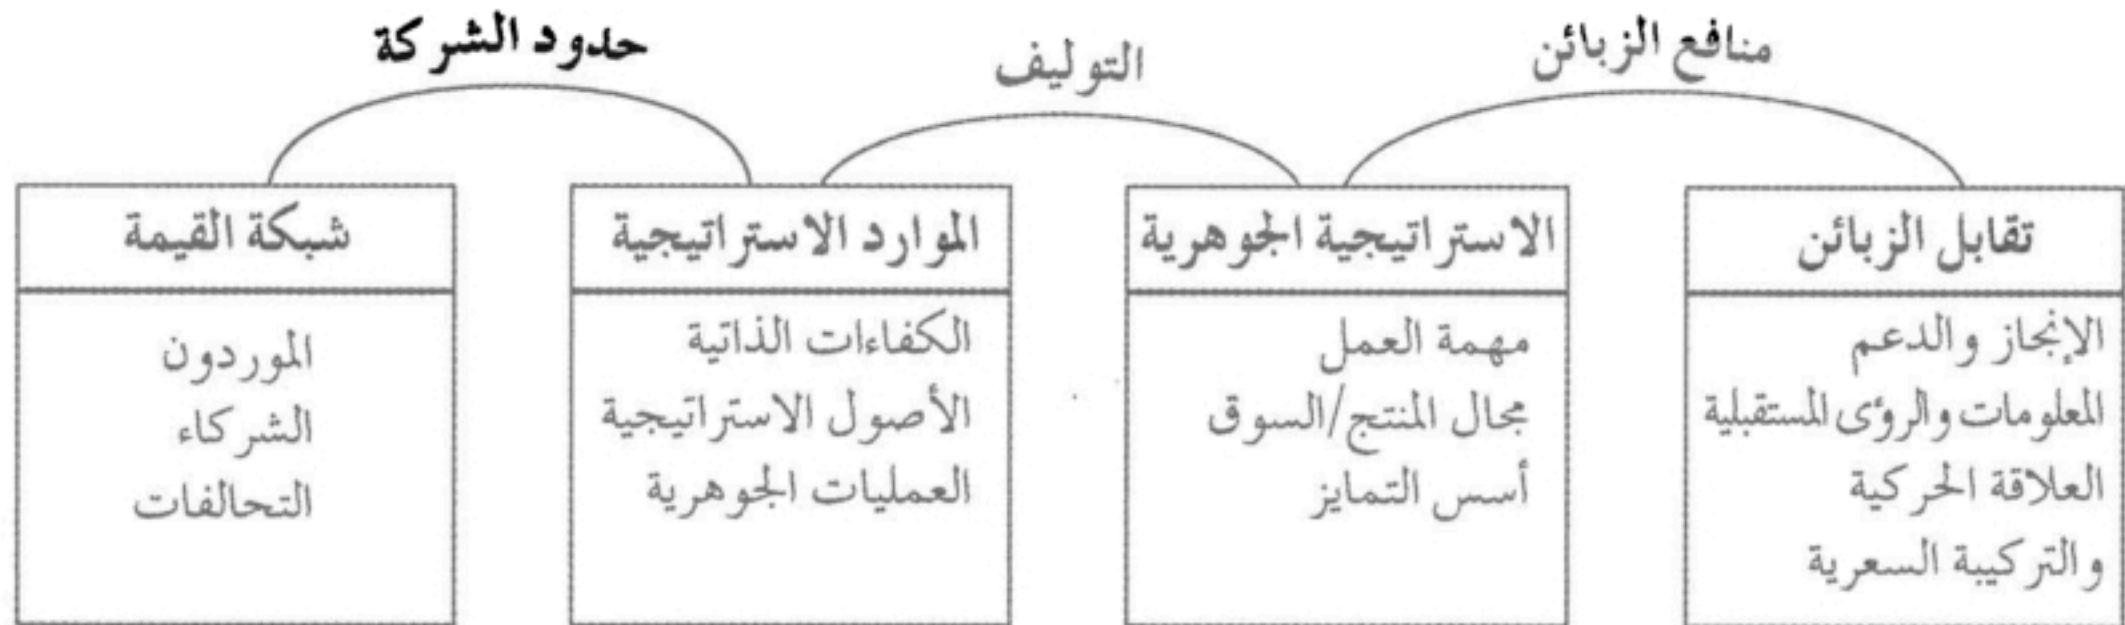 منافع الزبائن
التوليف
حدود الشركة
تقابل الزبائن
الإنجاز والدعم
المعلومات والرؤى المستقبلية
العلاقة الحركية
والتركيبة السعرية
الاستراتيجية الجوهرية
مهمة العمل
مجال المنتج/السوق
أسس التمايز
الموارد الاستراتيجية
الكفاءات الذاتية
الأصول الاستراتيجية
العمليات الجوهرية
شبكة القيمة
الموردون
الشركاء
التحالفات